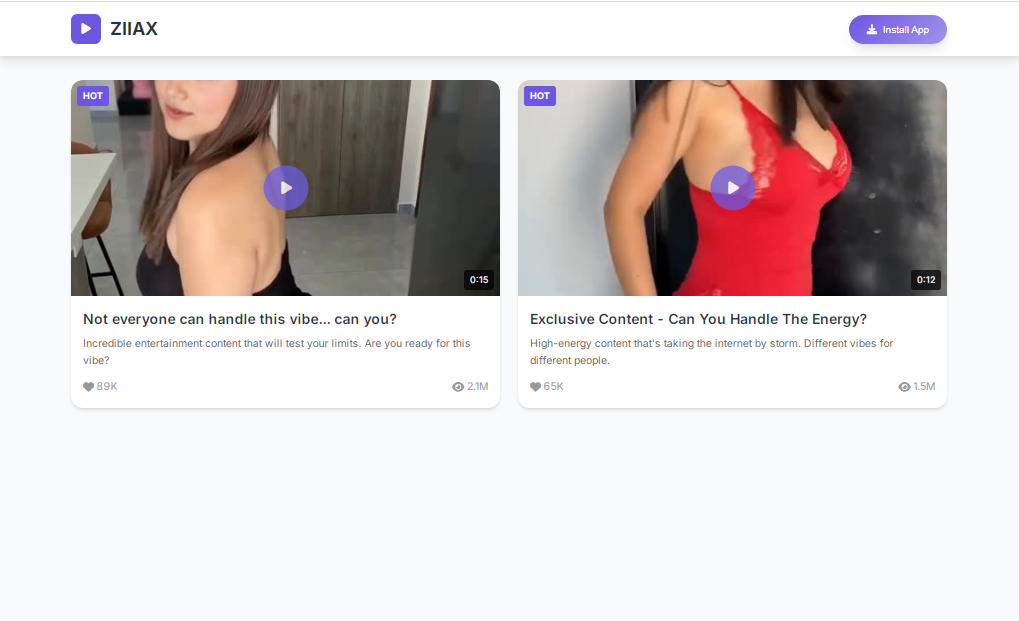 ZIIAX
Install App
HOT
0:15
Not everyone can handle this vibe... can you?
Incredible entertainment content that will test your limits. Are you ready for this
vibe?
89K
2.1M
HOT
0:12
Exclusive Content - Can You Handle The Energy?
High-energy content that's taking the internet by storm. Different vibes for
different people.
65K
1.5M